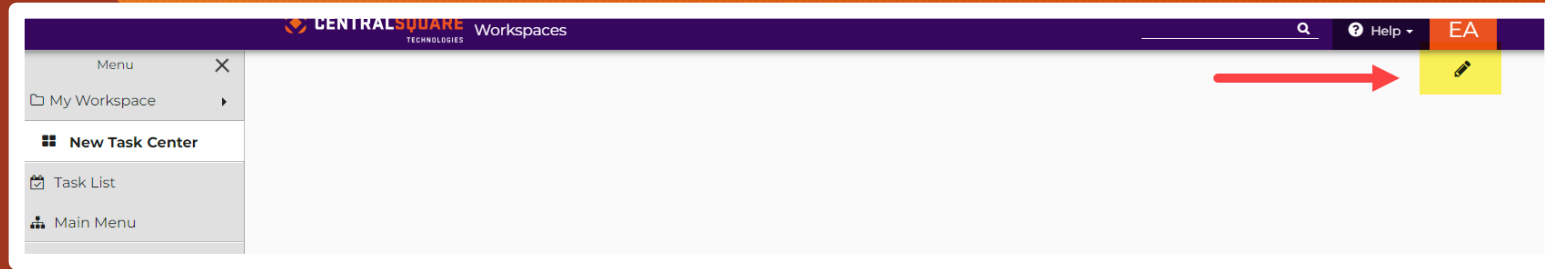 CENTRALSQUARE
TECHNOLOGIES
Workspaces
Help
EA
Menu
My Workspace
New Task Center
Task List
Main Menu